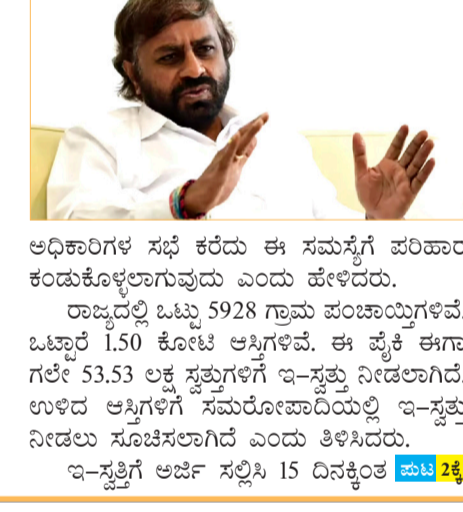 ಅಧಿಕಾರಿಗಳ ಸಭೆ ಕರೆದು ಈ ಸಮಸ್ಯೆಗೆ ಪರಿಹಾರ
ಕಂಡುಕೊಳ್ಳಲಾಗುವುದು ಎಂದು ಹೇಳಿದರು.
ರಾಜ್ಯದಲ್ಲಿ ಒಟ್ಟು 5928 ಗ್ರಾಮ ಪಂಚಾಯ್ತಿಗಳಿವೆ.
ಒಟ್ಟಾರೆ 1.50 ಕೋಟಿ ಆಸ್ತಿಗಳಿವೆ. ಈ ಪೈಕಿ ಈಗಾ
ಗಲೇ 53.53 ಲಕ್ಷ ಸ್ವತ್ತುಗಳಿಗೆ ಇ–ಸ್ವತ್ತು ನೀಡಲಾಗಿದೆ.
ಉಳಿದ ಆಸ್ತಿಗಳಿಗೆ ಸಮರೋಪಾದಿಯಲ್ಲಿ ಇ–ಸ್ವತ್ತು
ನೀಡಲು ಸೂಚಿಸಲಾಗಿದೆ ಎಂದು ತಿಳಿಸಿದರು.
ಇ–ಸ್ವತ್ತಿಗೆ ಅರ್ಜಿ ಸಲ್ಲಿಸಿ 15 ದಿನಕ್ಕಿಂತ ಪುಟ 2ಕ್ಕೆ